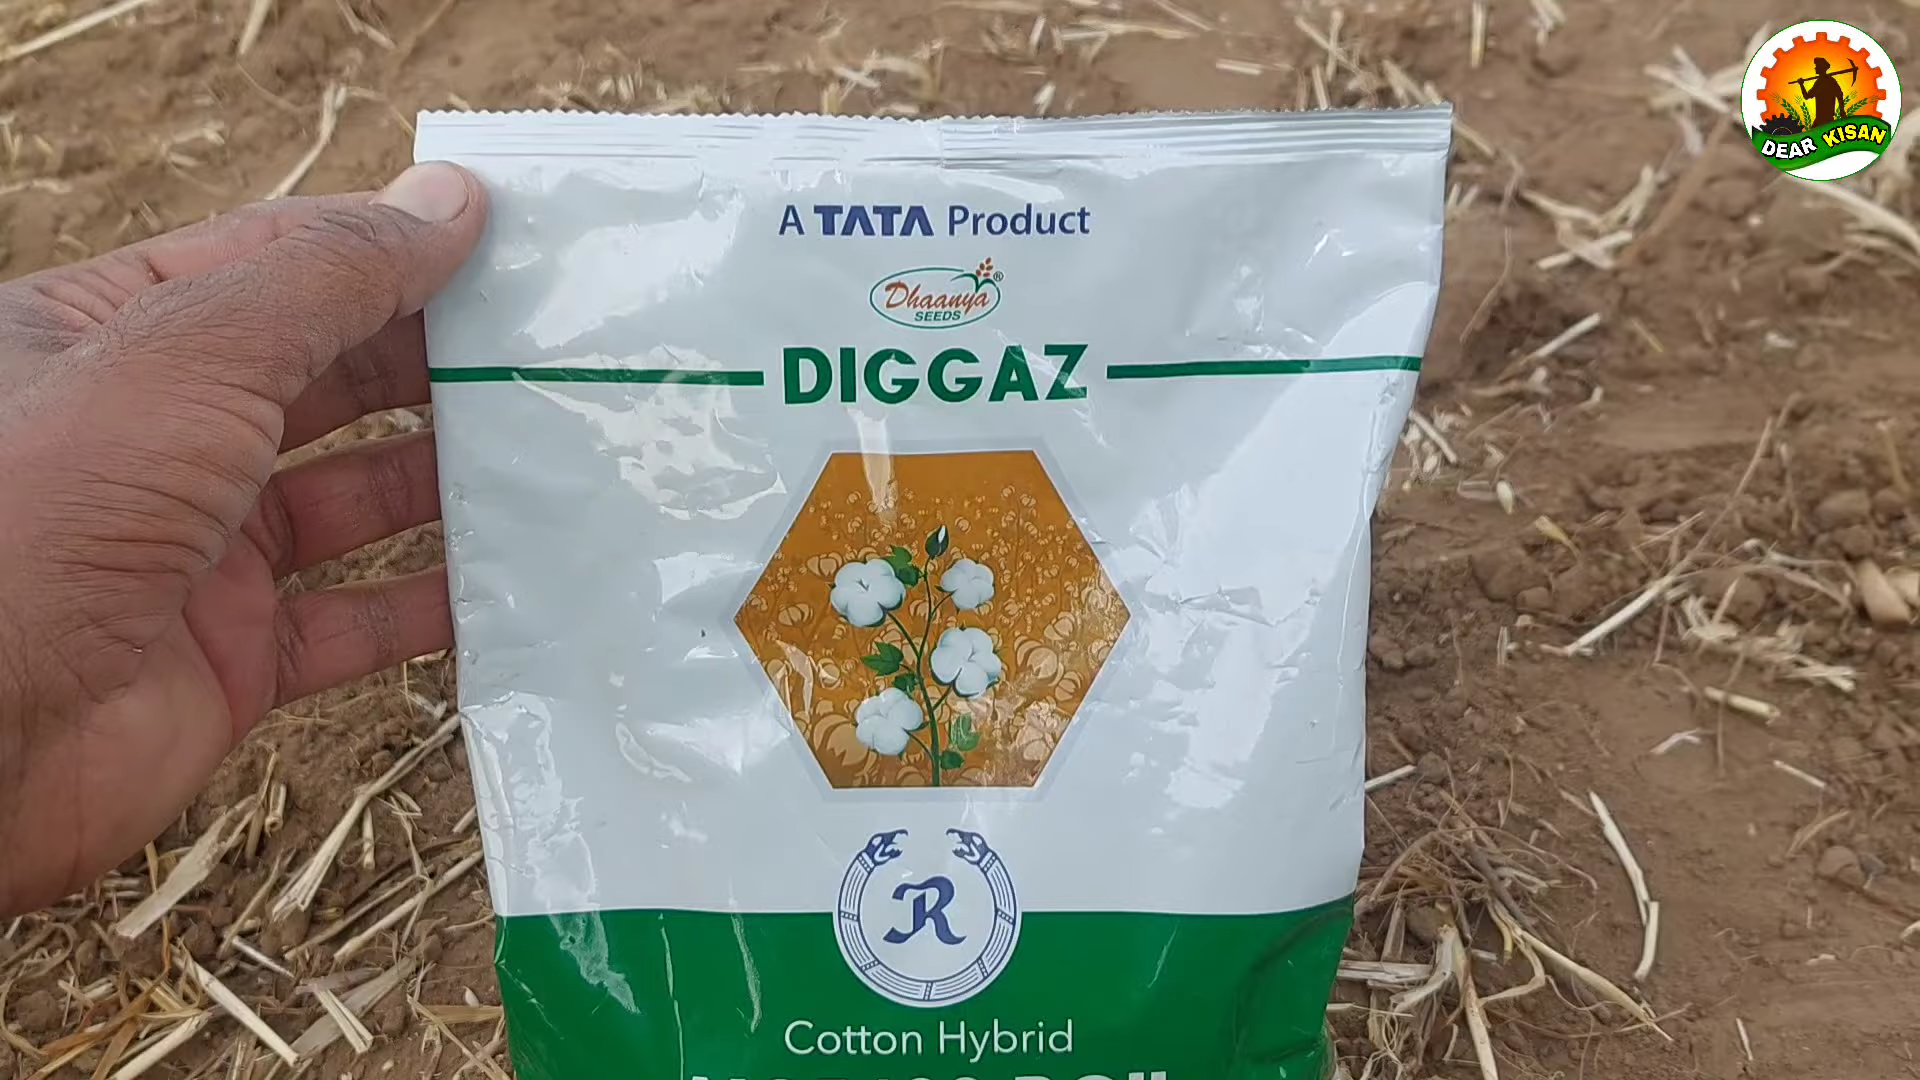 A TATA Product
Dhaanya®
SEEDS
DIGGAZ
R
Cotton Hybrid
DEAR KISAN